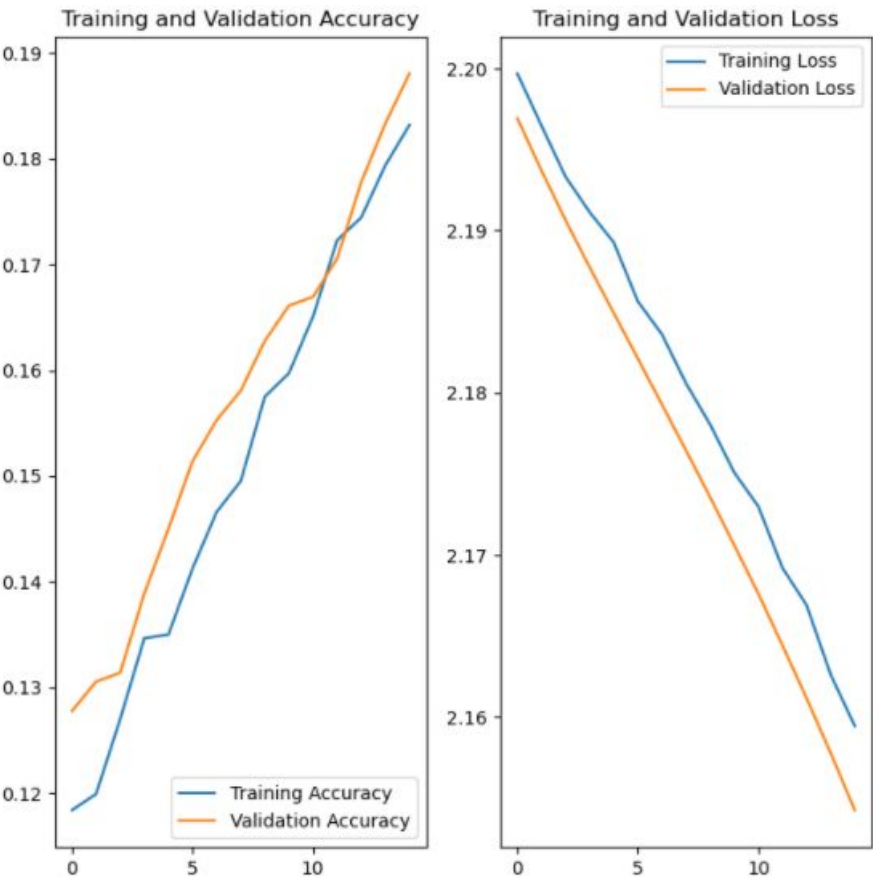 Training and Validation Accuracy
0.19
0.18
0.17
0.16
0.15
0.14
0.13
0.12
Training Accuracy
Validation Accuracy
0 5 10
Training and Validation Loss
Training Loss
Validation Loss
2.20
2.19
2.18
2.17
2.16
0 5 10